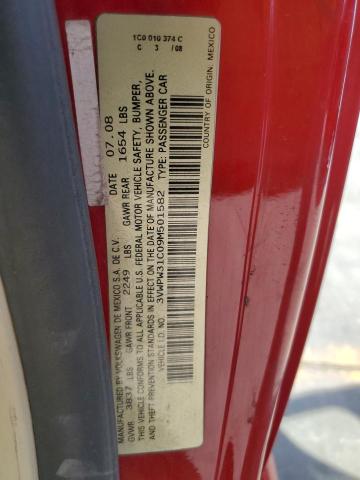 1C0 010 374 C
C 3 /08
MANUFACTURED BY VOLKSWAGEN DE MEXICO S.A. DE C.V. DATE 07.08
GVWR 3837 LBS GAWR FRONT 2249 LBS GAWR REAR 1654 LBS
THIS VEHICLE CONFORMS TO ALL APPLICABLE U.S. FEDERAL MOTOR VEHICLE SAFETY, BUMPER,
AND THEFT PREVENTION STANDARDS IN EFFECT ON THE DATE OF MANUFACTURE SHOWN ABOVE.
VEHICLE I.D. NO. 3VWPW31C09M501582 TYPE: PASSENGER CAR
COUNTRY OF ORIGIN: MEXICO